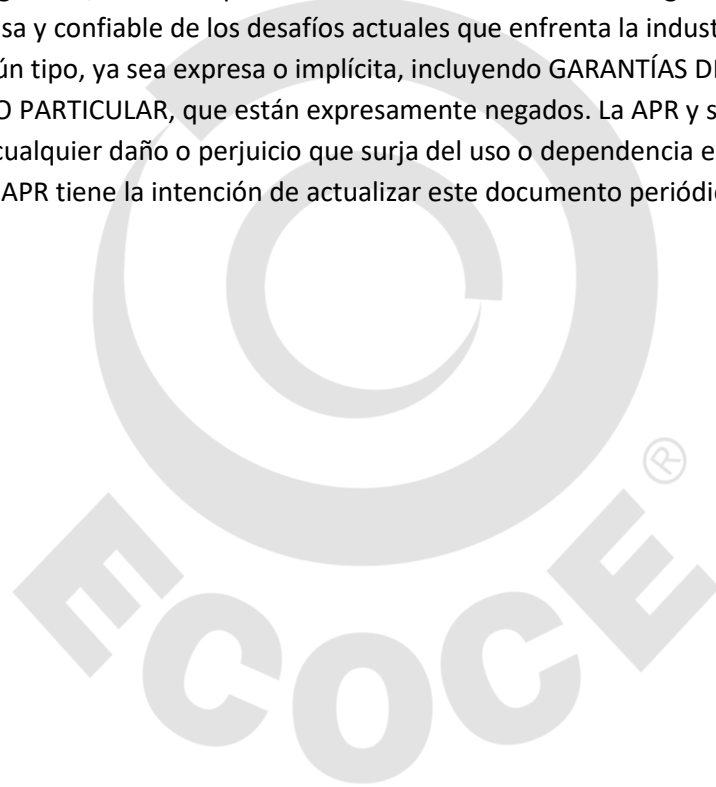 sa y confiable de los desafíos actuales que enfrenta la indust
ún tipo, ya sea expresa o implícita, incluyendo GARANTÍAS D
O PARTICULAR, que están expresamente negados. La APR y s
cualquier daño o perjuicio que surja del uso o dependencia e
APR tiene la intención de actualizar este documento periódi
®
ECOCE